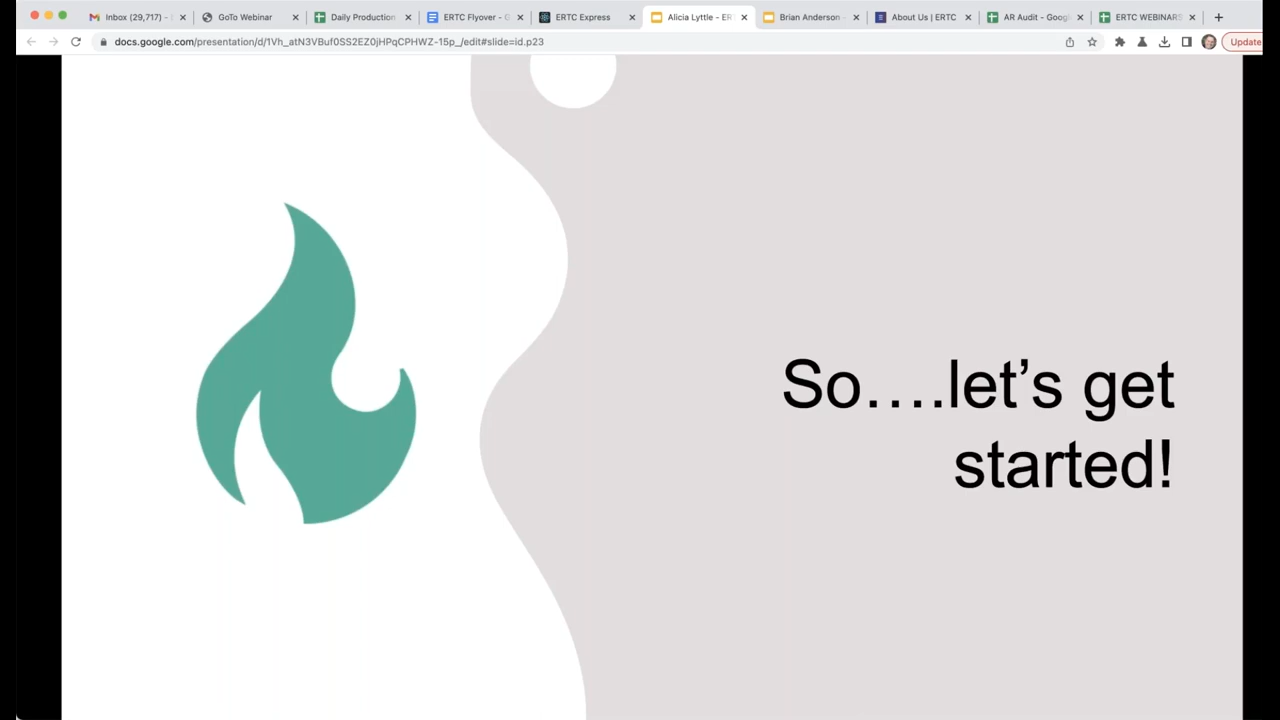 Inbox (29,717) -
GoTo Webinar
Daily Production
ERTC Flyover - G
ERTC Express
Alicia Lyttle - ER
Brian Anderson -
About Us | ERTC
AR Audit - Goog
ERTC WEBINAR
docs.google.com/presentation/d/1Vh_atN3VBuf0SS2EZ0jHPqCPHWZ-15p_/edit#slide=id.p23
Update
So....let’s get
started!